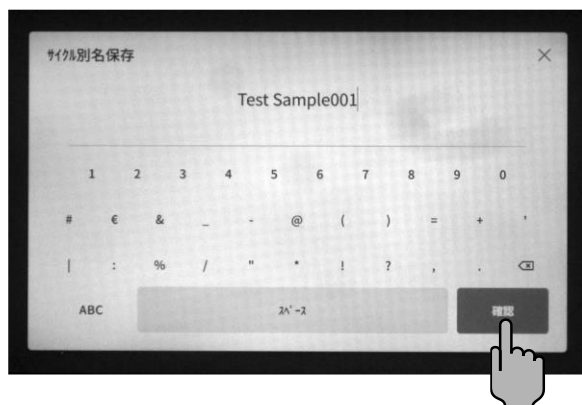 ｻｲｸﾙ別名保存 ×
Test Sample001
1 2 3 4 5 6 7 8 9 0
# € & _ - @ ( ) = + '
| : % / " * ! ? , .
ABC ｽﾍﾟｰｽ 確認